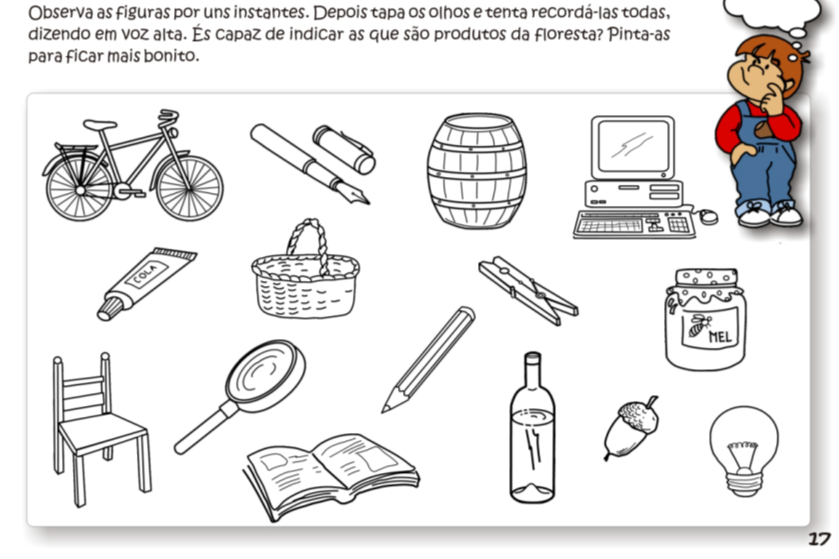 Observa as figuras por uns instantes. Depois tapa os olhos e tenta recordá-las todas,
dizendo em voz alta. És capaz de indicar as que são produtos da floresta? Pinta-as
para ficar mais bonito.
COLA
MEL
17